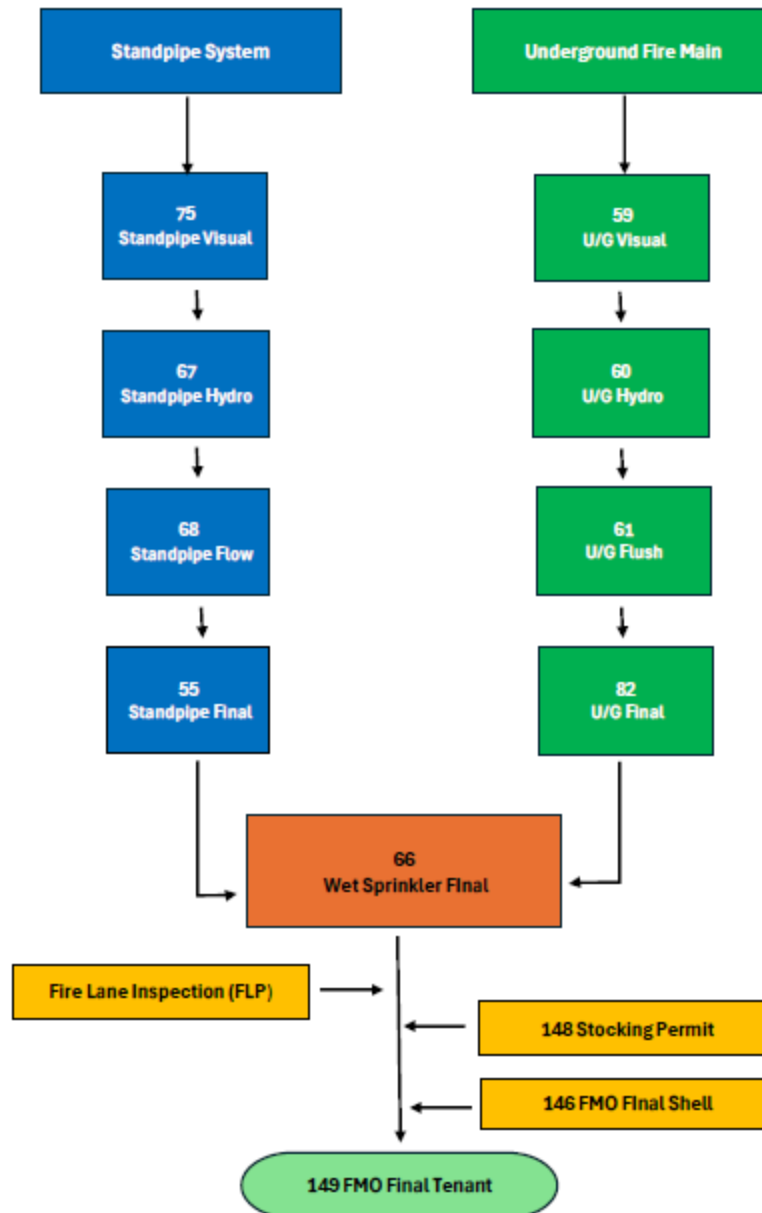 Standpipe System
Underground Fire Main
75
Standpipe Visual
59
U/G Visual
67
Standpipe Hydro
60
U/G Hydro
68
Standpipe Flow
61
U/G Flush
55
Standpipe Final
82
U/G Final
66
Wet Sprinkler FInal
Fire Lane Inspection (FLP)
148 Stocking Permit
146 FMO FInal Shell
149 FMO Final Tenant